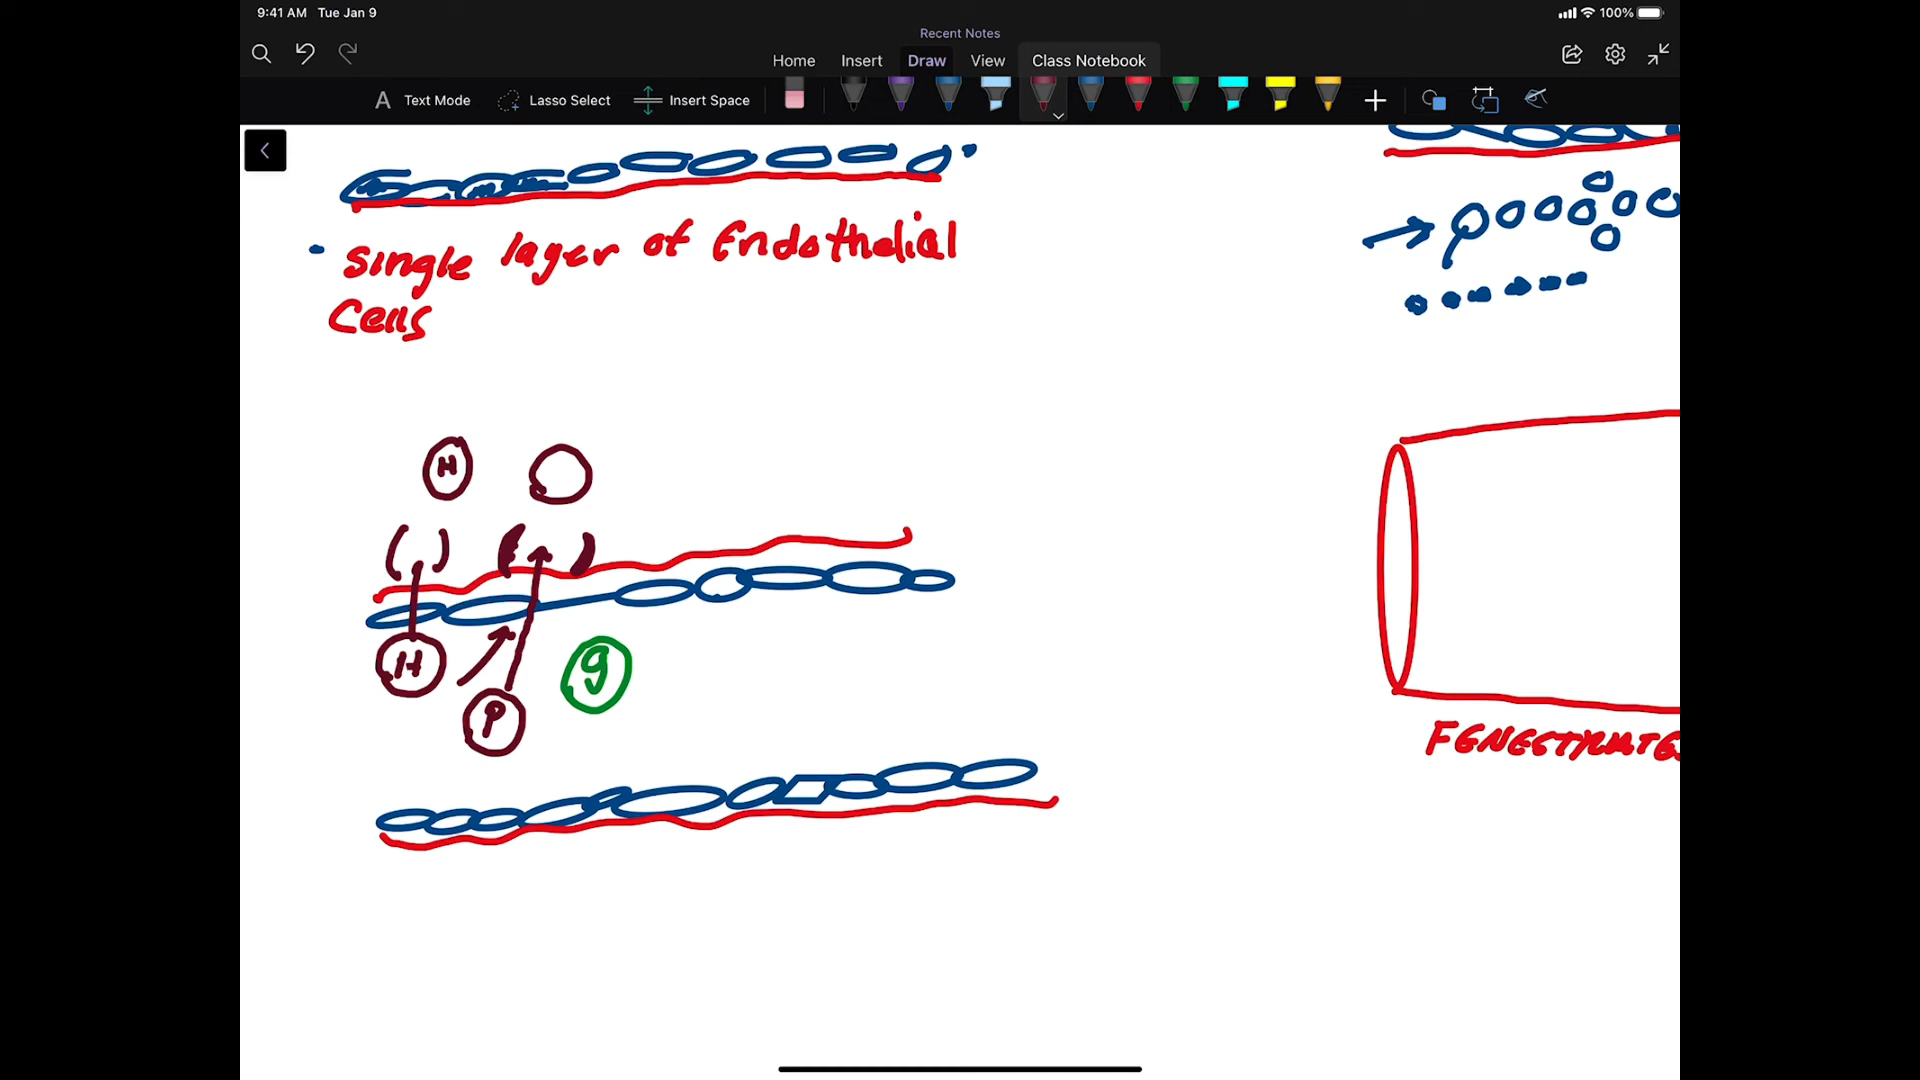 9:41 AM Tue Jan 9
100%
Recent Notes
Home Insert Draw View Class Notebook
Text Mode Lasso Select Insert Space
single layer of Endothelial
Cells
H
H
P
g